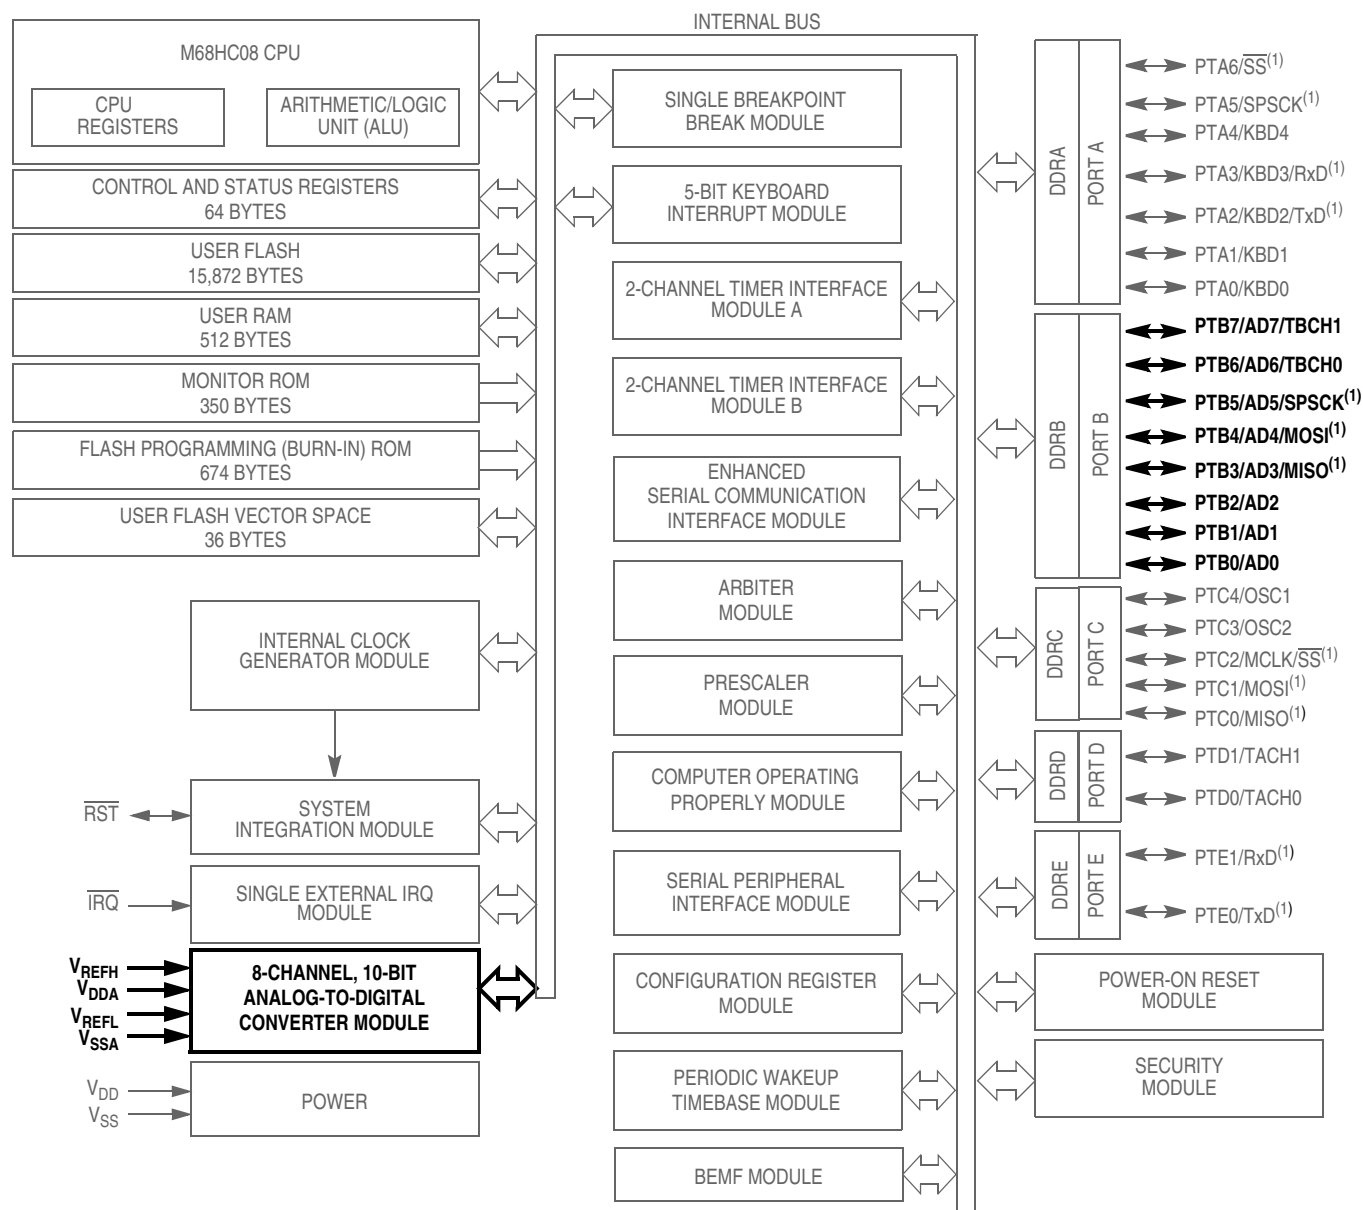 INTERNAL BUS
M68HC08 CPU
CPU
REGISTERS
ARITHMETIC/LOGIC
UNIT (ALU)
CONTROL AND STATUS REGISTERS
64 BYTES
USER FLASH
15,872 BYTES
USER RAM
512 BYTES
MONITOR ROM
350 BYTES
FLASH PROGRAMMING (BURN-IN) ROM
674 BYTES
USER FLASH VECTOR SPACE
36 BYTES
INTERNAL CLOCK
GENERATOR MODULE
RST
SYSTEM
INTEGRATION MODULE
IRQ
SINGLE EXTERNAL IRQ
MODULE
VREFH
VDDA
VREFL
VSSA
8-CHANNEL, 10-BIT
ANALOG-TO-DIGITAL
CONVERTER MODULE
VDD
VSS
POWER
SINGLE BREAKPOINT
BREAK MODULE
5-BIT KEYBOARD
INTERRUPT MODULE
2-CHANNEL TIMER INTERFACE
MODULE A
2-CHANNEL TIMER INTERFACE
MODULE B
ENHANCED
SERIAL COMMUNICATION
INTERFACE MODULE
ARBITER
MODULE
PRESCALER
MODULE
COMPUTER OPERATING
PROPERLY MODULE
SERIAL PERIPHERAL
INTERFACE MODULE
CONFIGURATION REGISTER
MODULE
PERIODIC WAKEUP
TIMEBASE MODULE
BEMF MODULE
DDRA
PORT A
PTA6/SS(1)
PTA5/SPSCK(1)
PTA4/KBD4
PTA3/KBD3/RxD(1)
PTA2/KBD2/TxD(1)
PTA1/KBD1
PTA0/KBD0
DDRB
PORT B
PTB7/AD7/TBCH1
PTB6/AD6/TBCH0
PTB5/AD5/SPSCK(1)
PTB4/AD4/MOSI(1)
PTB3/AD3/MISO(1)
PTB2/AD2
PTB1/AD1
PTB0/AD0
DDRC
PORT C
PTC4/OSC1
PTC3/OSC2
PTC2/MCLK/SS(1)
PTC1/MOSI(1)
PTC0/MISO(1)
DDRD
PORT D
PTD1/TACH1
PTD0/TACH0
DDRE
PORT E
PTE1/RxD(1)
PTE0/TxD(1)
POWER-ON RESET
MODULE
SECURITY
MODULE